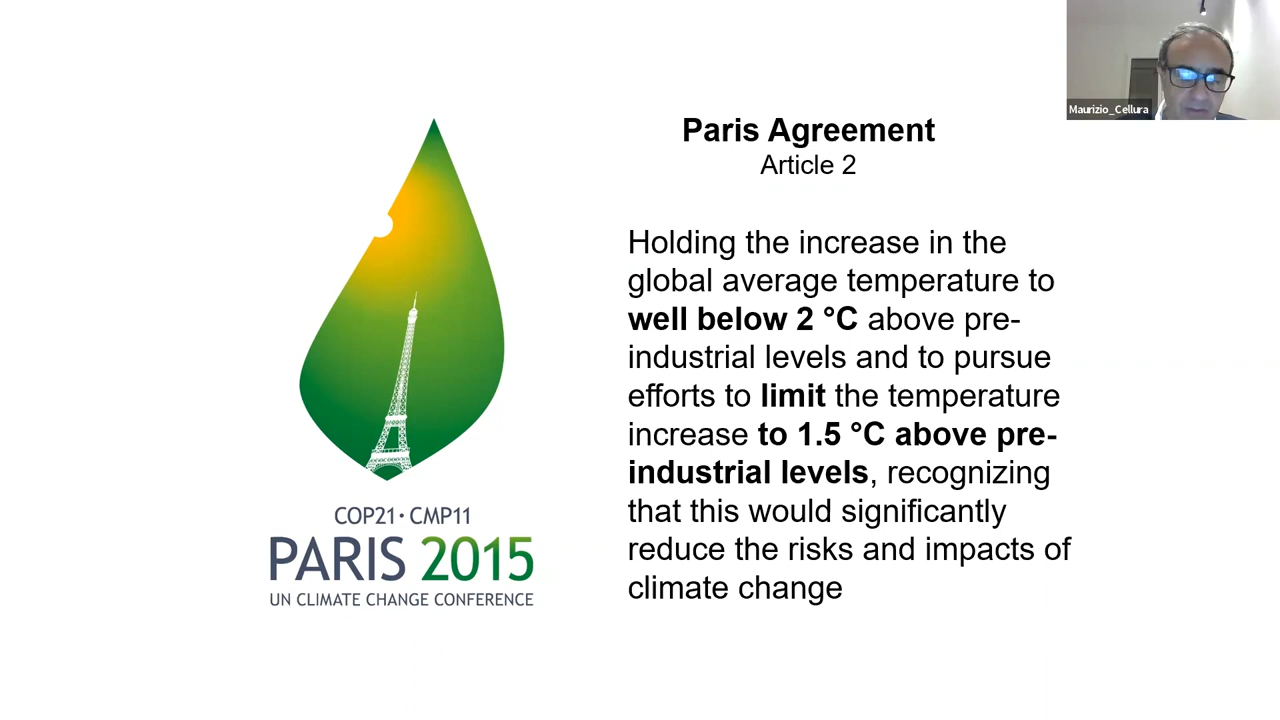 Maurizio_Cellura
Paris Agreement
Article 2
Holding the increase in the
global average temperature to
well below 2 °C above pre-
industrial levels and to pursue
efforts to limit the temperature
increase to 1.5 °C above pre-
industrial levels, recognizing
that this would significantly
reduce the risks and impacts of
climate change
COP21 · CMP11
PARIS 2015
UN CLIMATE CHANGE CONFERENCE